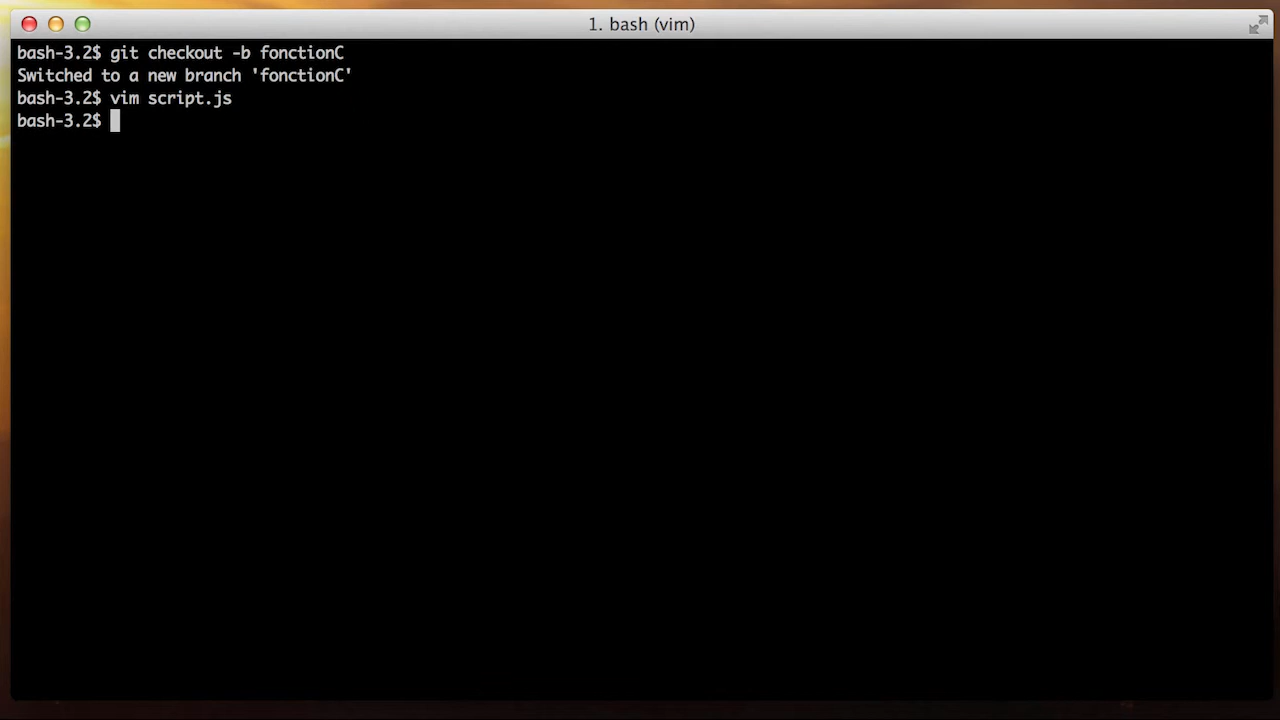 1. bash (vim)
bash-3.2$ git checkout -b fonctionC
Switched to a new branch 'fonctionC'
bash-3.2$ vim script.js
bash-3.2$